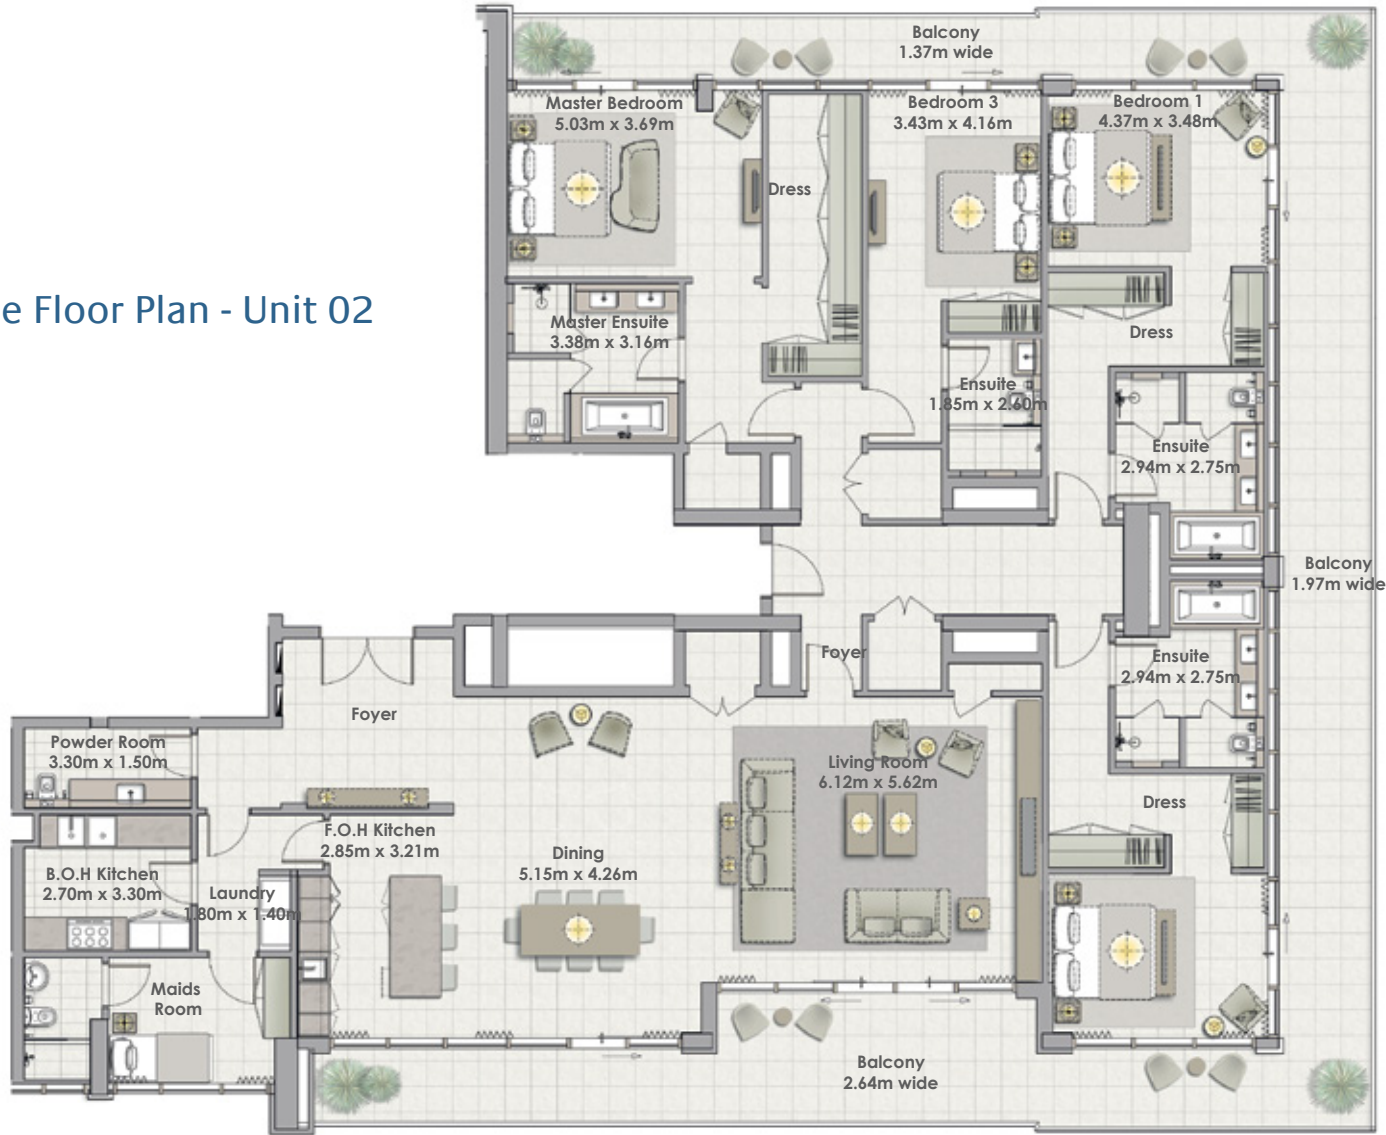 Balcony
1.37m wide
Master Bedroom
5.03m x 3.69m
Bedroom 3
3.43m x 4.16m
Bedroom 1
4.37m x 3.48m
Dress
e Floor Plan - Unit 02
Master Ensuite
3.38m x 3.16m
Dress
Ensuite
1.85m x 2.60m
Ensuite
2.94m x 2.75m
Balcony
1.97m wide
Foyer
Ensuite
2.94m x 2.75m
Foyer
Powder Room
3.30m x 1.50m
Living Room
6.12m x 5.62m
Dress
F.O.H Kitchen
2.85m x 3.21m
Dining
5.15m x 4.26m
B.O.H Kitchen
2.70m x 3.30m
Laundry
1.80m x 1.40m
Maids
Room
Balcony
2.64m wide